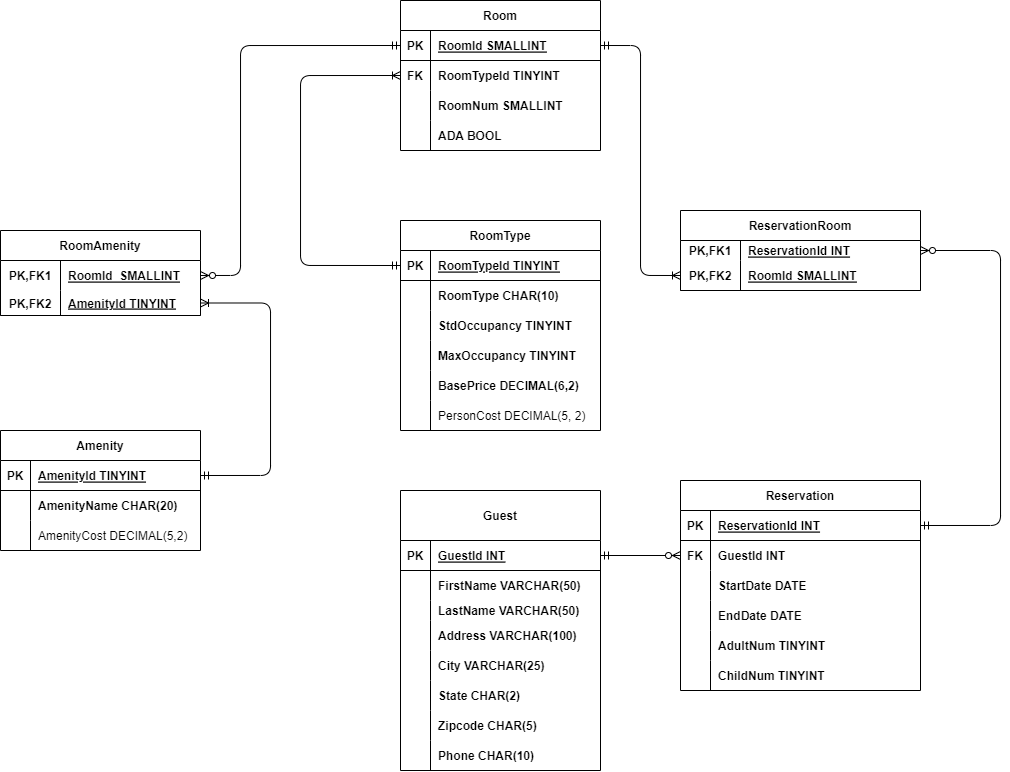 Room
PK RoomId SMALLINT
FK RoomTypeId TINYINT
RoomNum SMALLINT
ADA BOOL
RoomAmenity
PK,FK1 RoomId SMALLINT
PK,FK2 AmenityId TINYINT
RoomType
PK RoomTypeId TINYINT
RoomType CHAR(10)
StdOccupancy TINYINT
MaxOccupancy TINYINT
BasePrice DECIMAL(6,2)
PersonCost DECIMAL(5, 2)
ReservationRoom
PK,FK1 ReservationId INT
PK,FK2 RoomId SMALLINT
Amenity
PK AmenityId TINYINT
AmenityName CHAR(20)
AmenityCost DECIMAL(5,2)
Guest
PK GuestId INT
FirstName VARCHAR(50)
LastName VARCHAR(50)
Address VARCHAR(100)
City VARCHAR(25)
State CHAR(2)
Zipcode CHAR(5)
Phone CHAR(10)
Reservation
PK ReservationId INT
FK GuestId INT
StartDate DATE
EndDate DATE
AdultNum TINYINT
ChildNum TINYINT